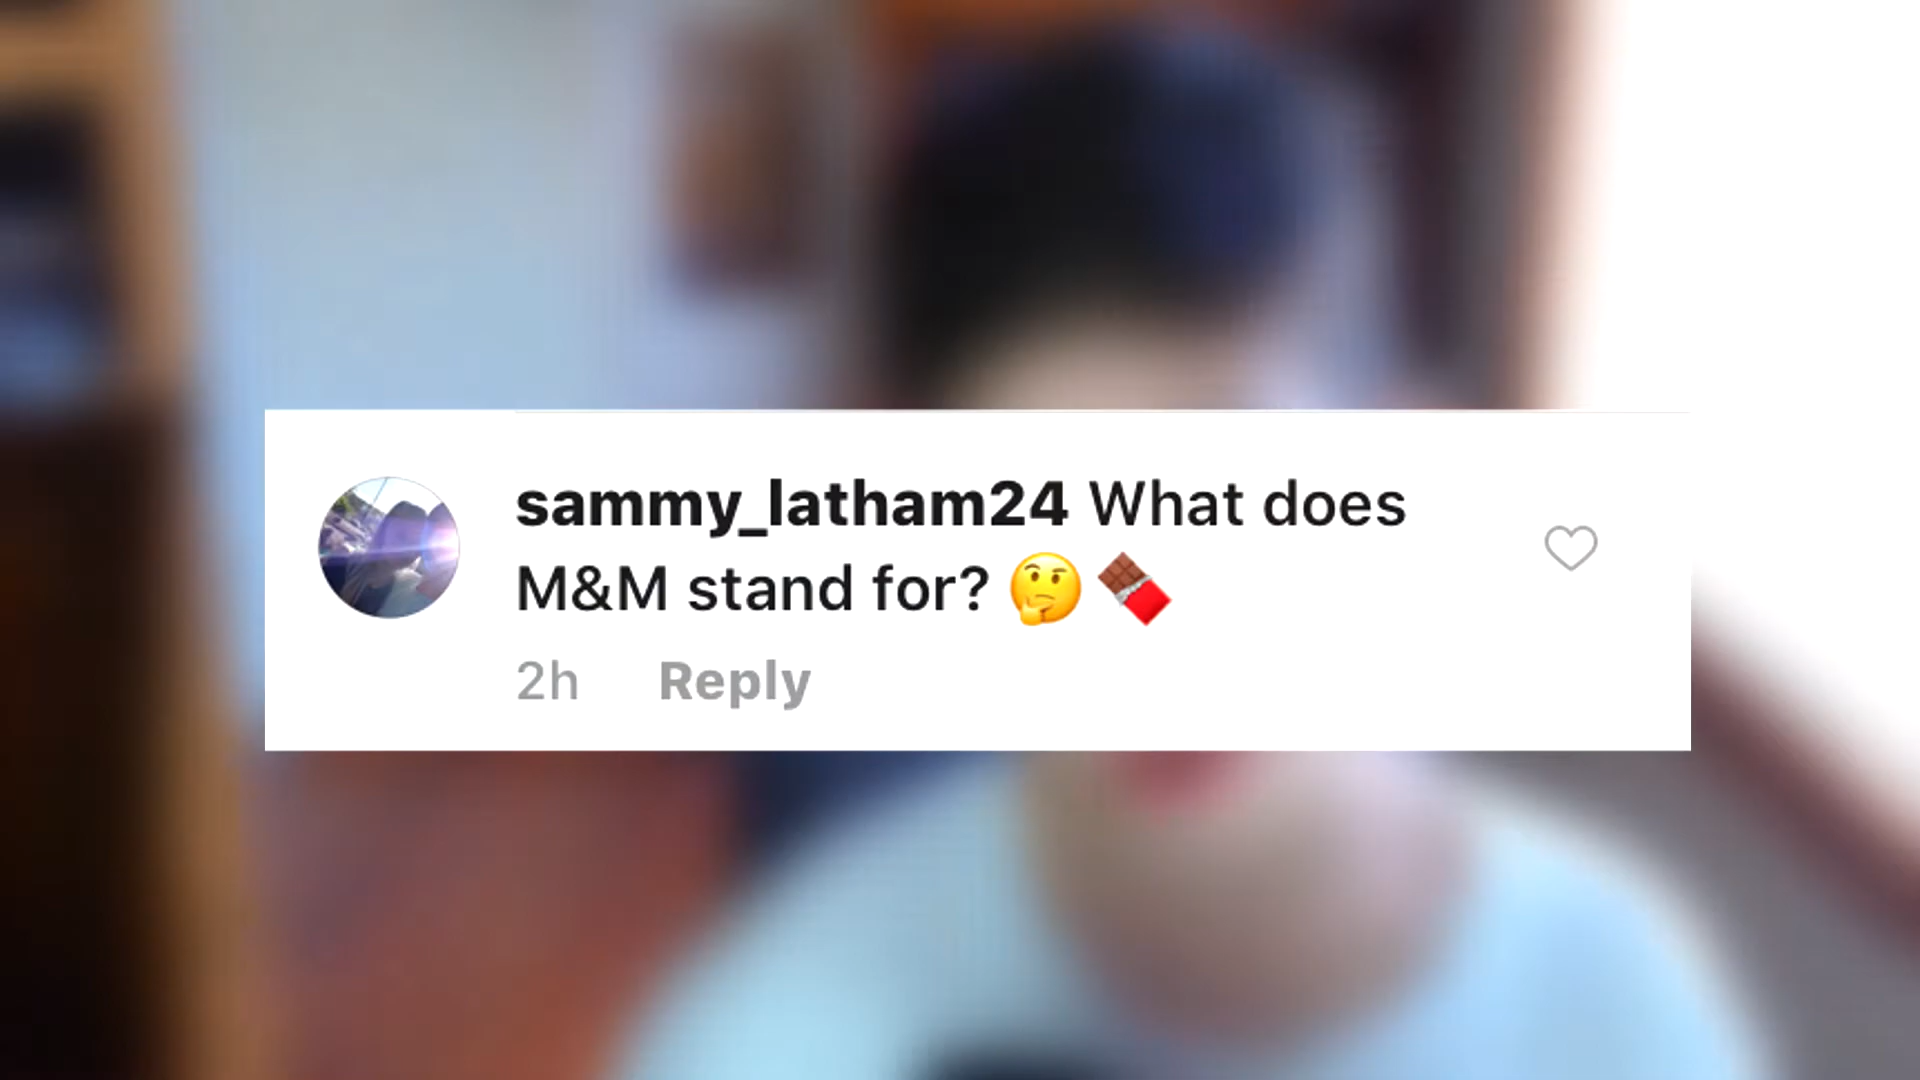 sammy_latham24 What does
M&M stand for? 🤔 🍫
2h Reply